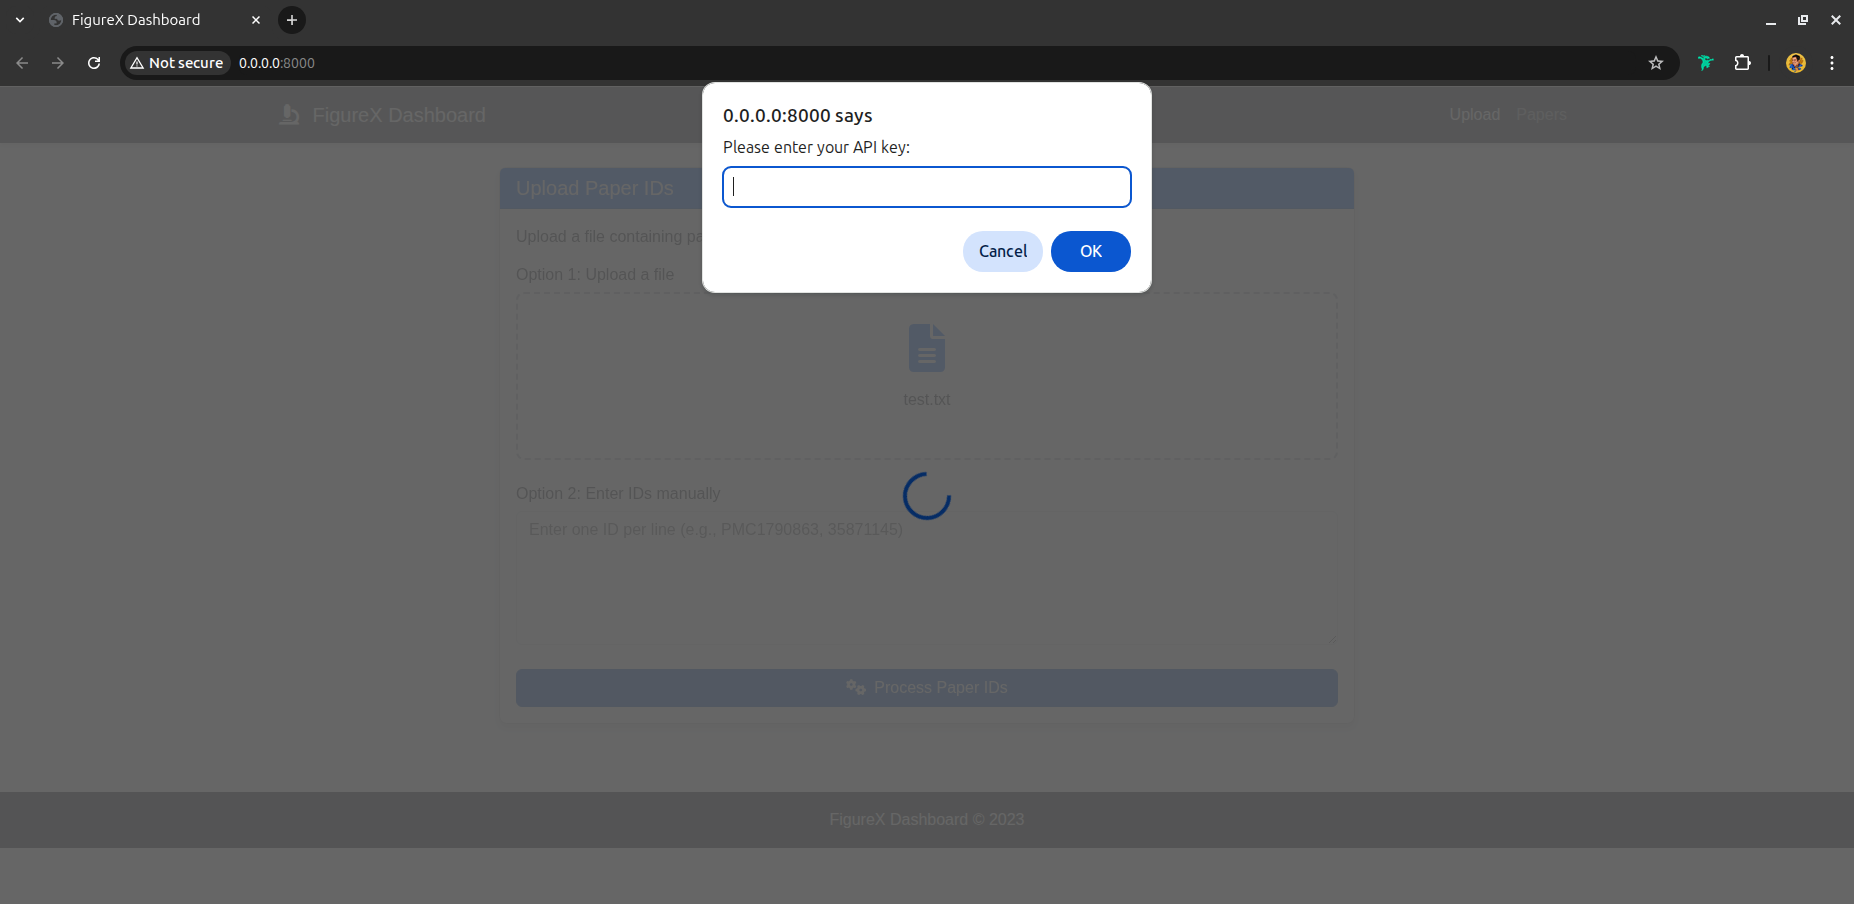 FigureX Dashboard
Not secure
0.0.0.0:8000
FigureX Dashboard
Upload Papers
0.0.0.0:8000 says
Please enter your API key:
Cancel OK
Upload Paper IDs
Upload a file containing
Option 1: Upload a file
test.txt
Option 2: Enter IDs manually
Enter one ID per line (e.g., PMC1790863, 35871145)
Process Paper IDs
FigureX Dashboard © 2023